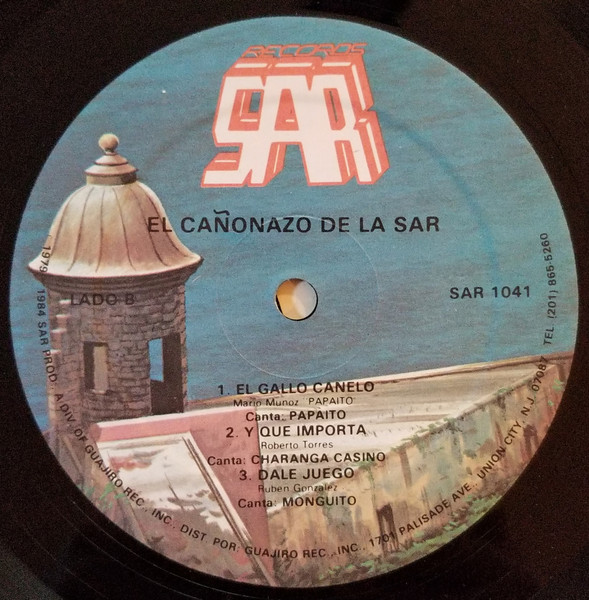 RECORDS
SAR
EL CAÑONAZO DE LA SAR
LADO B
SAR 1041
1. EL GALLO CANELO
Mario Munoz "PAPAITO"
Canta: PAPAITO
2. Y QUE IMPORTA
Roberto Torres
Canta: CHARANGA CASINO
3. DALE JUEGO
Ruben Gonzalez
Canta: MONGUITO
1979, 1984 SAR PROD. A DIV. OF GUAJIRO REC., INC., DIST. POR: GUAJIRO REC., INC., 1701 PALISADE AVE., UNION CITY, N.J. 07087 TEL (201) 865-5260